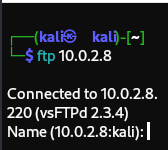 ┌──(kali㉿ kali)-[~]
└─$ ftp 10.0.2.8
Connected to 10.0.2.8.
220 (vsFTPd 2.3.4)
Name (10.0.2.8:kali):